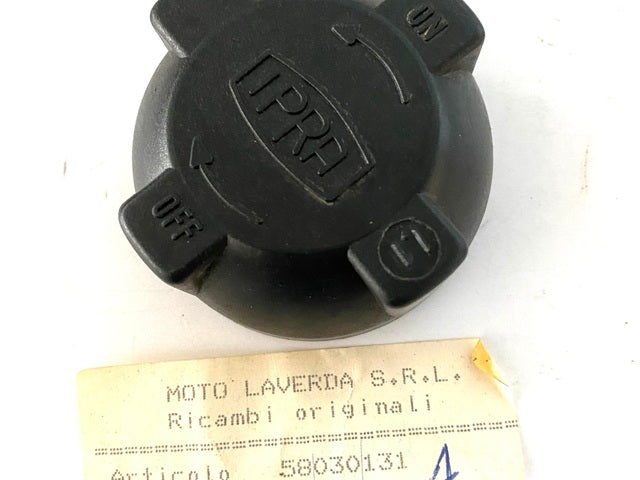 ON
IPRA
OFF
MOTO LAVERDA S.R.L.
Ricambi originali
Articolo 58030131